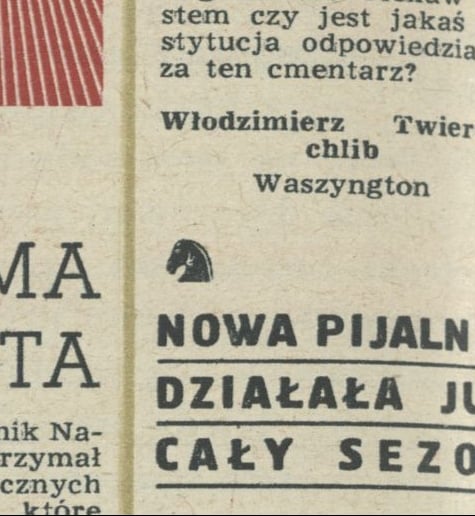 stem czy jest jakaś
stytucja odpowiedzia
za ten cmentarz?
Włodzimierz Twier
chlib
Waszyngton
NOWA PIJALN
DZIAŁAŁA JU
CAŁY SEZO
MA
TA
nik Na-
rzymał
cznych
które